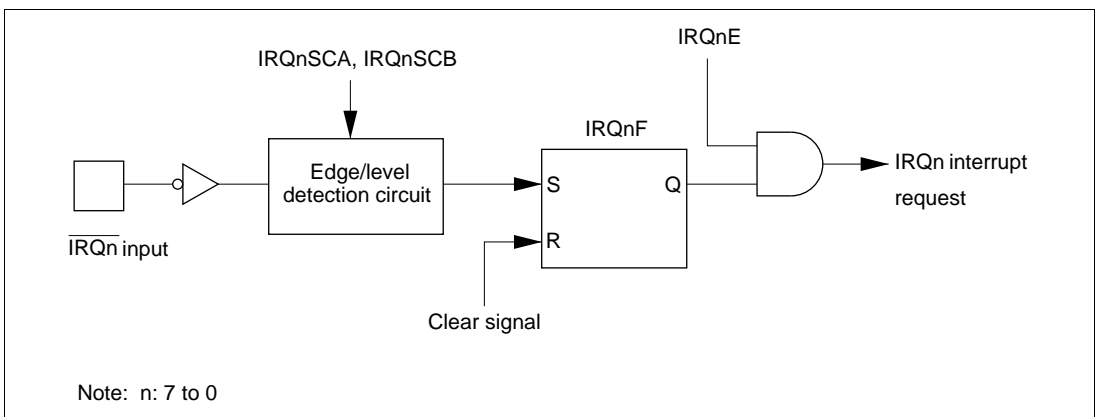 IRQnE
IRQnSCA, IRQnSCB
IRQnF
Edge/level
detection circuit
S
Q
R
IRQn interrupt
request
IRQn input
Clear signal
Note: n: 7 to 0